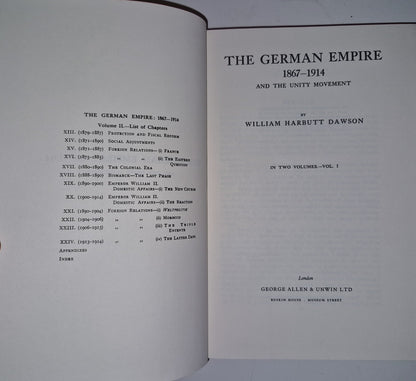 THE GERMAN EMPIRE: 1867-1914
Volume II.—List of Chapters
XIII. (1879-1887) Protection and Fiscal Reform
XIV. (1871-1890) Social Adjustments
XV. (1871-1887) Foreign Relations—(i) France
XVI. (1873-1885) " " (ii) The Eastern
Question
XVII. (1880-1890) The Colonial Era
XVIII. (1888-1890) Bismarck—The Last Phase
XIX. (1890-1900) Emperor William II.
Domestic Affairs—(i) The New Course
XX. (1900-1914) Emperor William II.
Domestic Affairs—(ii) The Reaction
XXI. (1890-1904) Foreign Relations—(i) Weltpolitik
XXII. (1904-1906) " " (ii) Morocco
XXIII. (1906-1913) " " (iii) The Triple
Entente
XXIV. (1913-1914) " " (iv) The Latter Days
Appendixes
Index
THE GERMAN EMPIRE
1867-1914
AND THE UNITY MOVEMENT
BY
WILLIAM HARBUTT DAWSON
IN TWO VOLUMES.—VOL. I
London
GEORGE ALLEN & UNWIN LTD
RUSKIN HOUSE · MUSEUM STREET